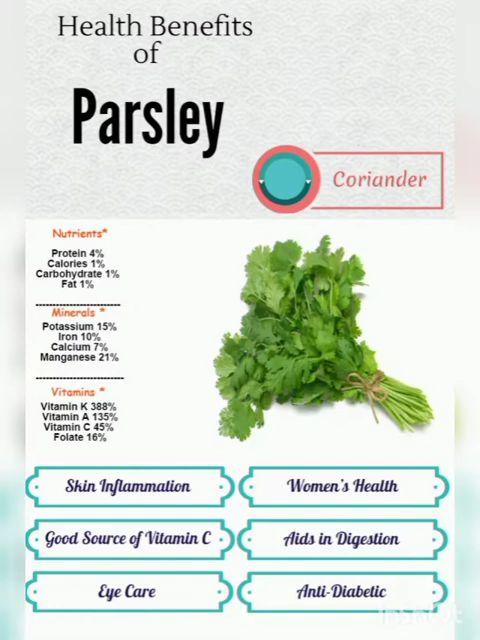 Health Benefits
of
Parsley
Coriander
Nutrients*
Protein 4%
Calories 1%
Carbohydrate 1%
Fat 1%
-------------------------
Minerals *
Potassium 15%
Iron 10%
Calcium 7%
Manganese 21%
--------------------------
Vitamins *
Vitamin K 388%
Vitamin A 135%
Vitamin C 45%
Folate 16%
Skin Inflammation
Women's Health
Good Source of Vitamin C
Aids in Digestion
Eye Care
Anti-Diabetic
InShOt